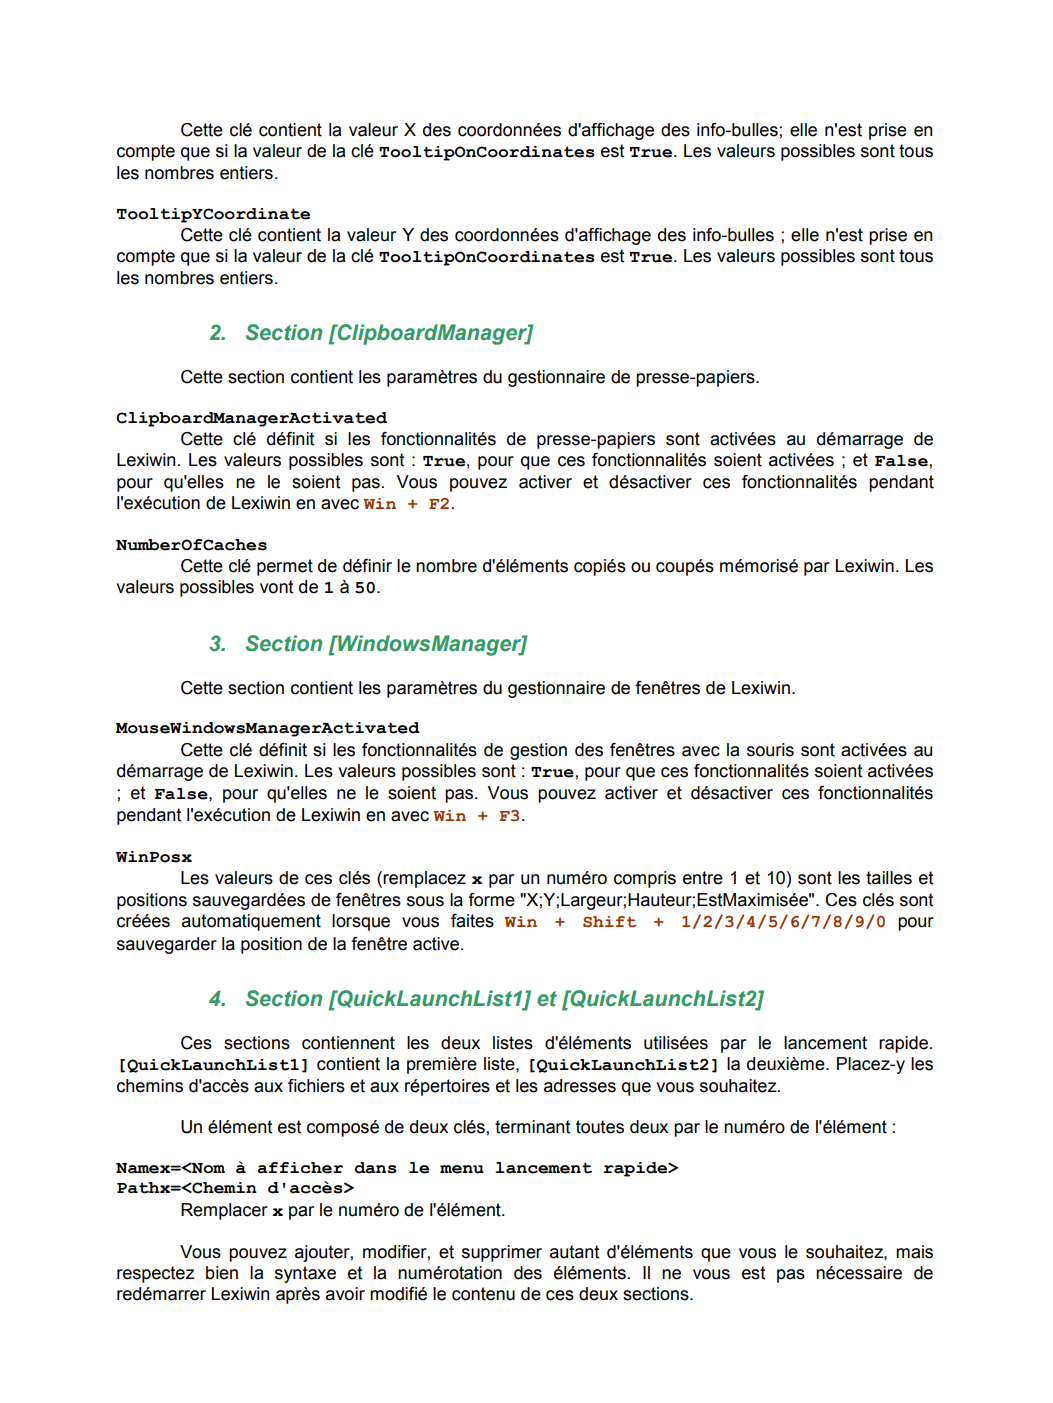 Cette clé contient la valeur X des coordonnées d'affichage des info-bulles; elle n'est prise en
compte que si la valeur de la clé TooltipOnCoordinates est True. Les valeurs possibles sont tous
les nombres entiers.
TooltipYCoordinate
Cette clé contient la valeur Y des coordonnées d'affichage des info-bulles ; elle n'est prise en
compte que si la valeur de la clé TooltipOnCoordinates est True. Les valeurs possibles sont tous
les nombres entiers.
2. Section [ClipboardManager]
Cette section contient les paramètres du gestionnaire de presse-papiers.
ClipboardManagerActivated
Cette clé définit si les fonctionnalités de presse-papiers sont activées au démarrage de
Lexiwin. Les valeurs possibles sont : True, pour que ces fonctionnalités soient activées ; et False,
pour qu'elles ne le soient pas. Vous pouvez activer et désactiver ces fonctionnalités pendant
l'exécution de Lexiwin en avec Win + F2.
NumberOfCaches
Cette clé permet de définir le nombre d'éléments copiés ou coupés mémorisé par Lexiwin. Les
valeurs possibles vont de 1 à 50.
3. Section [WindowsManager]
Cette section contient les paramètres du gestionnaire de fenêtres de Lexiwin.
MouseWindowsManagerActivated
Cette clé définit si les fonctionnalités de gestion des fenêtres avec la souris sont activées au
démarrage de Lexiwin. Les valeurs possibles sont : True, pour que ces fonctionnalités soient activées
; et False, pour qu'elles ne le soient pas. Vous pouvez activer et désactiver ces fonctionnalités
pendant l'exécution de Lexiwin en avec Win + F3.
WinPosx
Les valeurs de ces clés (remplacez x par un numéro compris entre 1 et 10) sont les tailles et
positions sauvegardées de fenêtres sous la forme "X;Y;Largeur;Hauteur;EstMaximisée". Ces clés sont
créées automatiquement lorsque vous faites Win + Shift + 1/2/3/4/5/6/7/8/9/0 pour
sauvegarder la position de la fenêtre active.
4. Section [QuickLaunchList1] et [QuickLaunchList2]
Ces sections contiennent les deux listes d'éléments utilisées par le lancement rapide.
[QuickLaunchList1] contient la première liste, [QuickLaunchList2] la deuxième. Placez-y les
chemins d'accès aux fichiers et aux répertoires et les adresses que vous souhaitez.
Un élément est composé de deux clés, terminant toutes deux par le numéro de l'élément :
Namex=<Nom à afficher dans le menu lancement rapide>
Pathx=<Chemin d'accès>
Remplacer x par le numéro de l'élément.
Vous pouvez ajouter, modifier, et supprimer autant d'éléments que vous le souhaitez, mais
respectez bien la syntaxe et la numérotation des éléments. Il ne vous est pas nécessaire de
redémarrer Lexiwin après avoir modifié le contenu de ces deux sections.